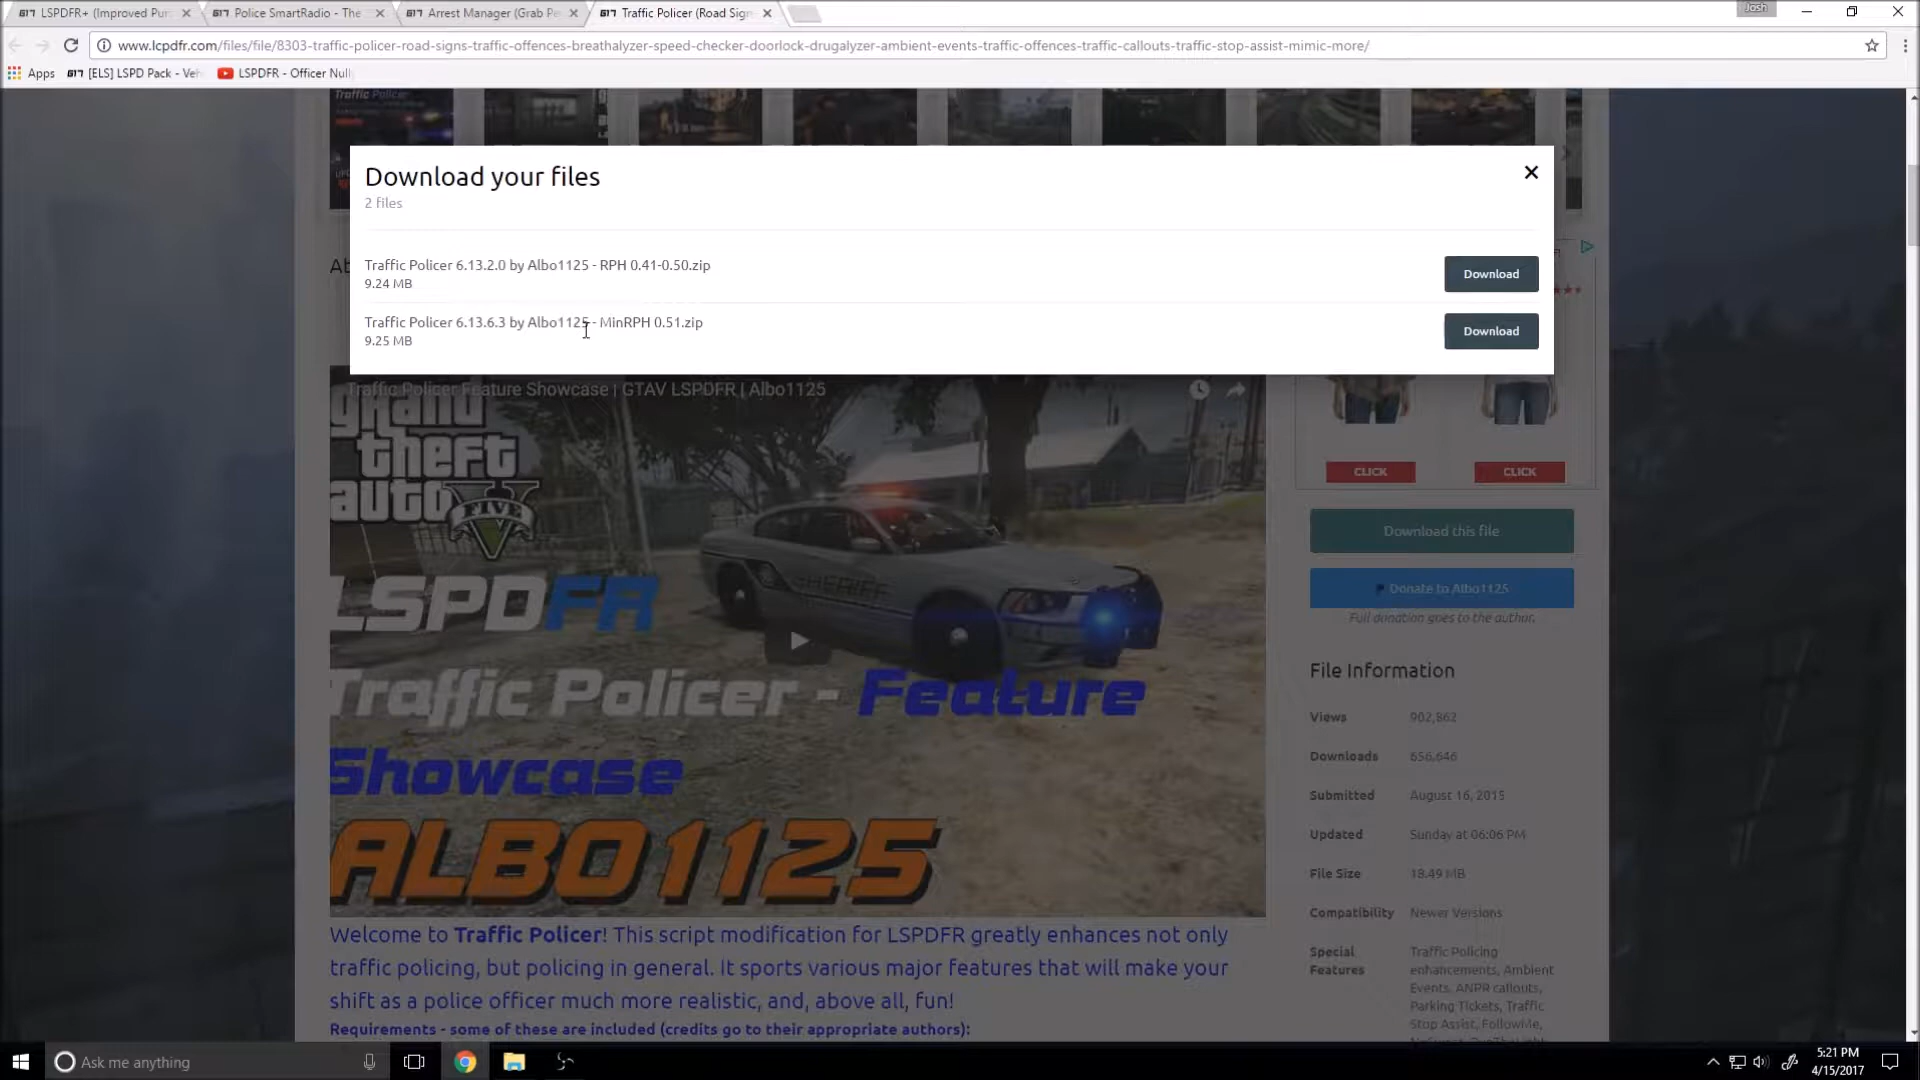 LSPDFR+ (Improved Pur
Police SmartRadio - The
Arrest Manager (Grab Pe
Traffic Policer (Road Sign
Josh
www.lcpdfr.com/files/file/8303-traffic-policer-road-signs-traffic-offences-breathalyzer-speed-checker-doorlock-drugalyzer-ambient-events-traffic-offences-traffic-callouts-traffic-stop-assist-mimic-more/
Apps
[ELS] LSPD Pack - Veh
LSPDFR - Officer Null
Download your files
2 files
Traffic Policer 6.13.2.0 by Albo1125 - RPH 0.41-0.50.zip
9.24 MB
Download
Traffic Policer 6.13.6.3 by Albo1125 - MinRPH 0.51.zip
9.25 MB
Download
Traffic Policer Feature Showcase | GTAV LSPDFR | Albo1125
grand
theft
auto
FIVE
SHERIFF
LSPDFR
Traffic Policer - Feature
Showcase
ALBO1125
CLICK
CLICK
Download this file
Donate to Albo1125
Full donation goes to the author.
File Information
Views 902,862
Downloads 656,646
Submitted August 16, 2015
Updated Sunday at 06:06 PM
File Size 18.49 MB
Compatibility Newer Versions
Special Features
Traffic Policing
enhancements, Ambient
Events, ANPR callouts,
Parking Tickets, Traffic
Stop Assist, FollowMe,
Welcome to Traffic Policer! This script modification for LSPDFR greatly enhances not only
traffic policing, but policing in general. It sports various major features that will make your
shift as a police officer much more realistic, and, above all, fun!
Requirements - some of these are included (credits go to their appropriate authors):
Ask me anything
5:21 PM
4/15/2017